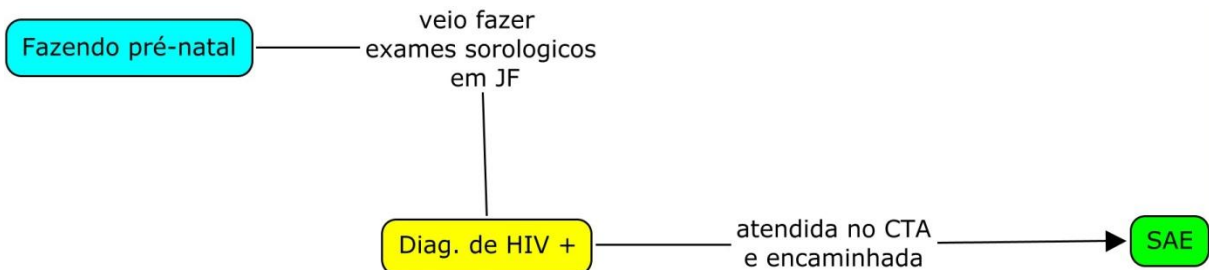 Fazendo pré-natal
veio fazer
exames sorologicos
em JF
Diag. de HIV +
atendida no CTA
e encaminhada
SAE